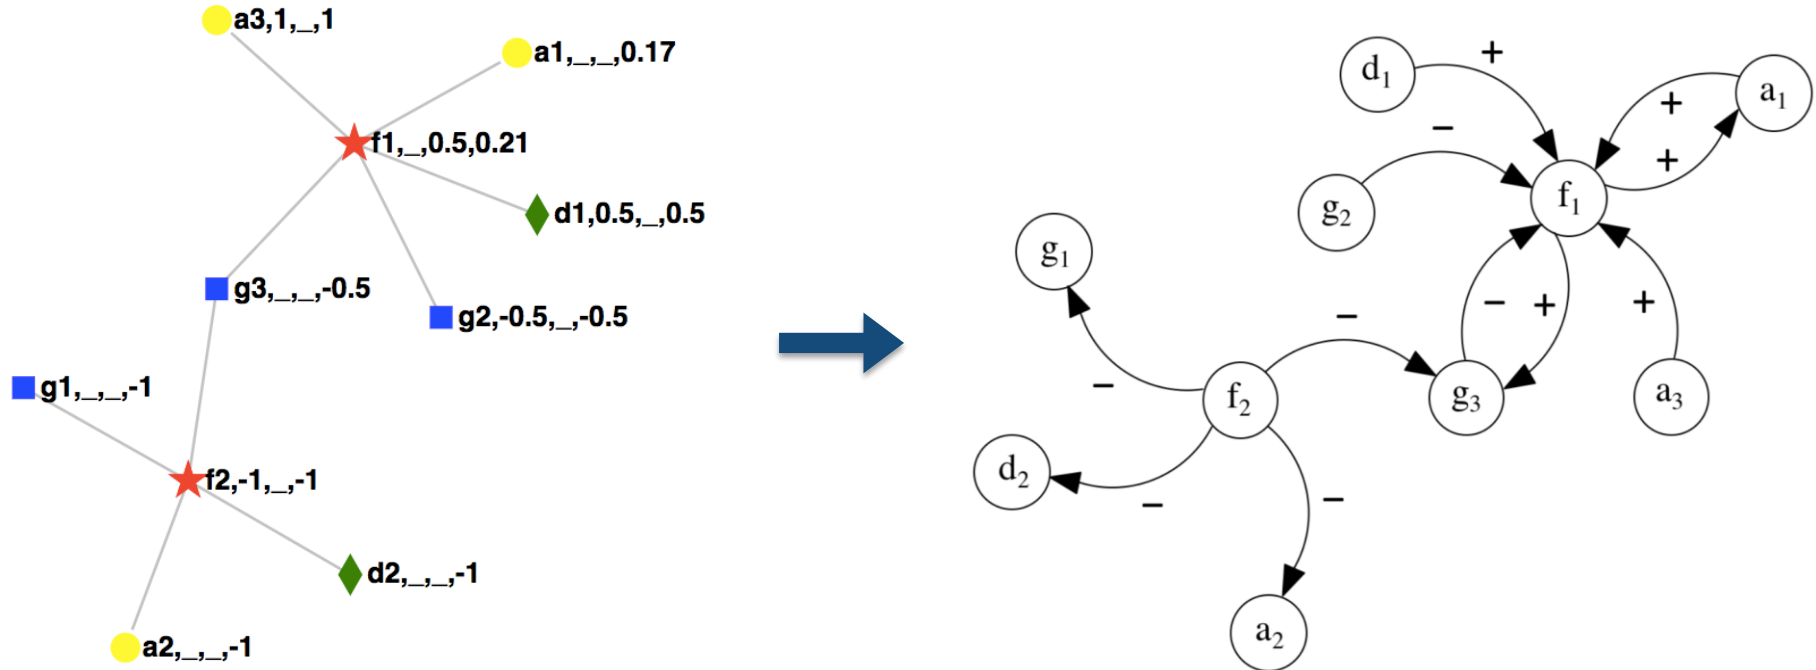 a3,1,_,1
a1,_,_,0.17
f1,_,0.5,0.21
d1,0.5,_,0.5
g3,_,_,-0.5
g2,-0.5,_,-0.5
g1,_,_,-1
f2,-1,_,-1
d2,_,_,-1
a2,_,_,-1
d₁
+
a₁
+
−
+
f₁
g₂
g₁
−
−
+
+
−
f₂
g₃
a₃
d₂
−
−
a₂